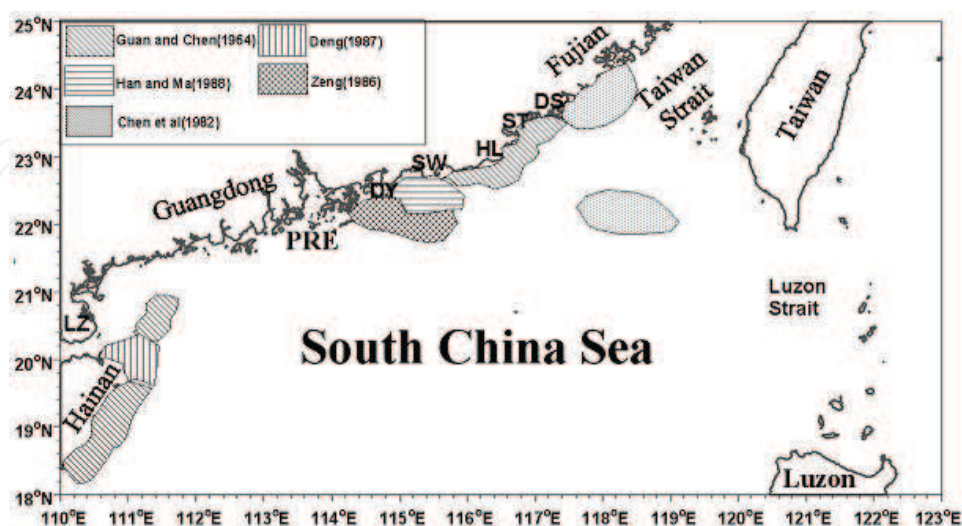 Guan and Chen(1964)
Deng(1987)
Han and Ma(1988)
Zeng(1986)
Chen et al(1982)
25°N
24°N
23°N
22°N
21°N
20°N
19°N
18°N
Fujian
Taiwan
Strait
Taiwan
DS
ST
HL
SW
DY
Guangdong
PRE
LZ
Hainan
Luzon
Strait
South China Sea
Luzon
110°E 111°E 112°E 113°E 114°E 115°E 116°E 117°E 118°E 119°E 120°E 121°E 122°E 123°E